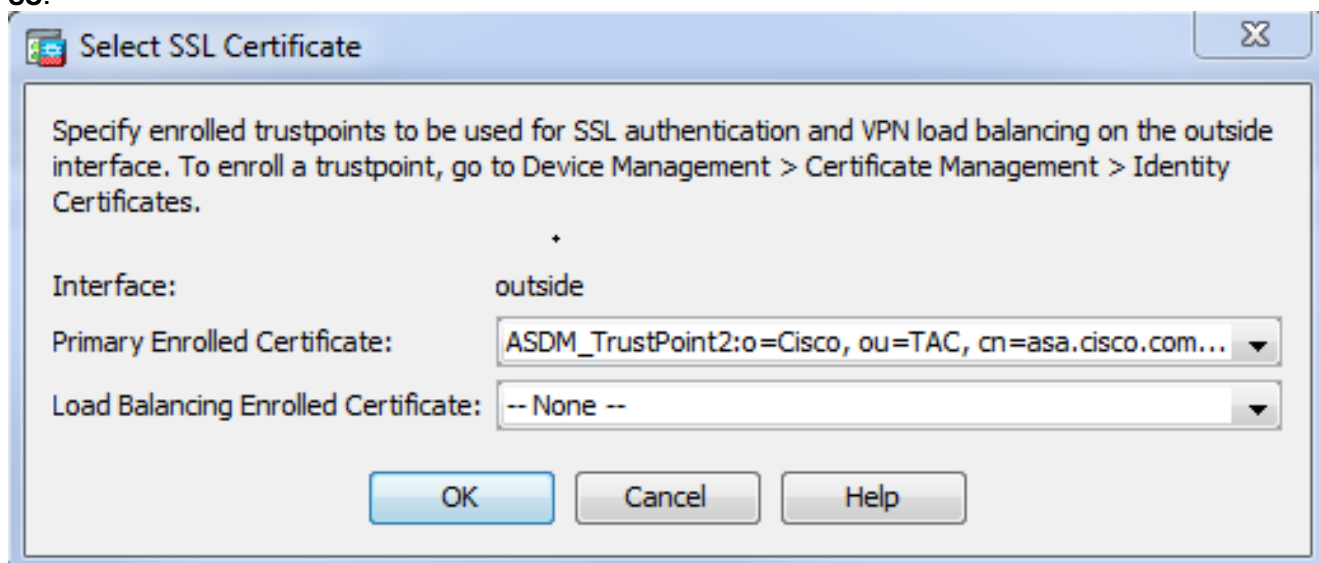 Select SSL Certificate
Specify enrolled trustpoints to be used for SSL authentication and VPN load balancing on the outside
interface. To enroll a trustpoint, go to Device Management > Certificate Management > Identity
Certificates.
Interface: outside
Primary Enrolled Certificate: ASDM_TrustPoint2:o=Cisco, ou=TAC, cn=asa.cisco.com...
Load Balancing Enrolled Certificate: -- None --
OK Cancel Help